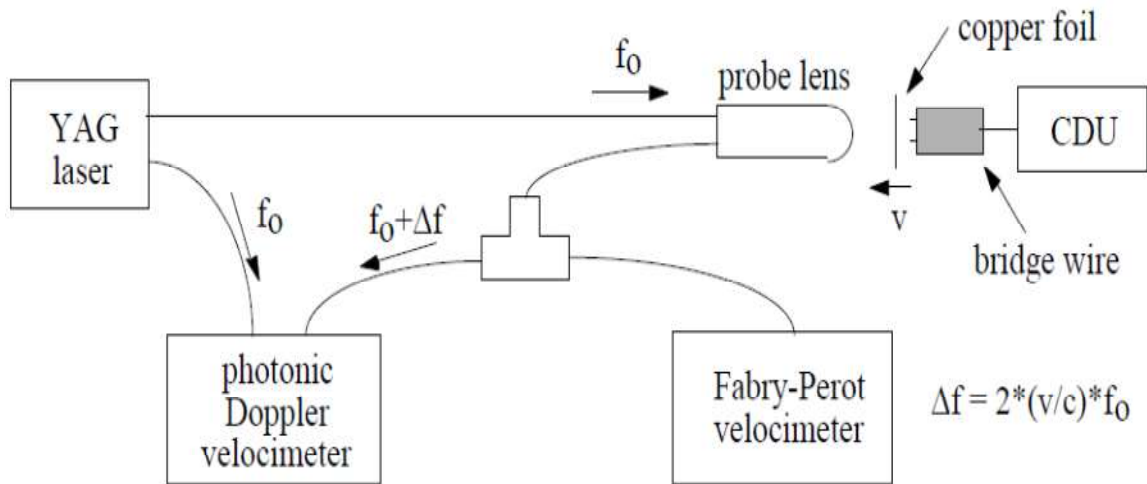 copper foil
f₀
probe lens
YAG
laser
CDU
f₀
f₀+Δf
v
bridge wire
photonic
Doppler
velocimeter
Fabry-Perot
velocimeter
Δf = 2*(v/c)*f₀